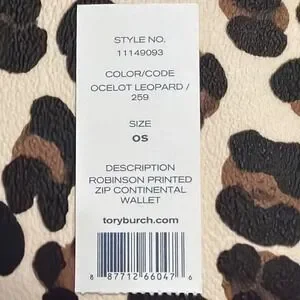 STYLE NO.
11149093
COLOR/CODE
OCELOT LEOPARD /
259
SIZE
OS
DESCRIPTION
ROBINSON PRINTED
ZIP CONTINENTAL
WALLET
toryburch.com
8 87712 66047 6